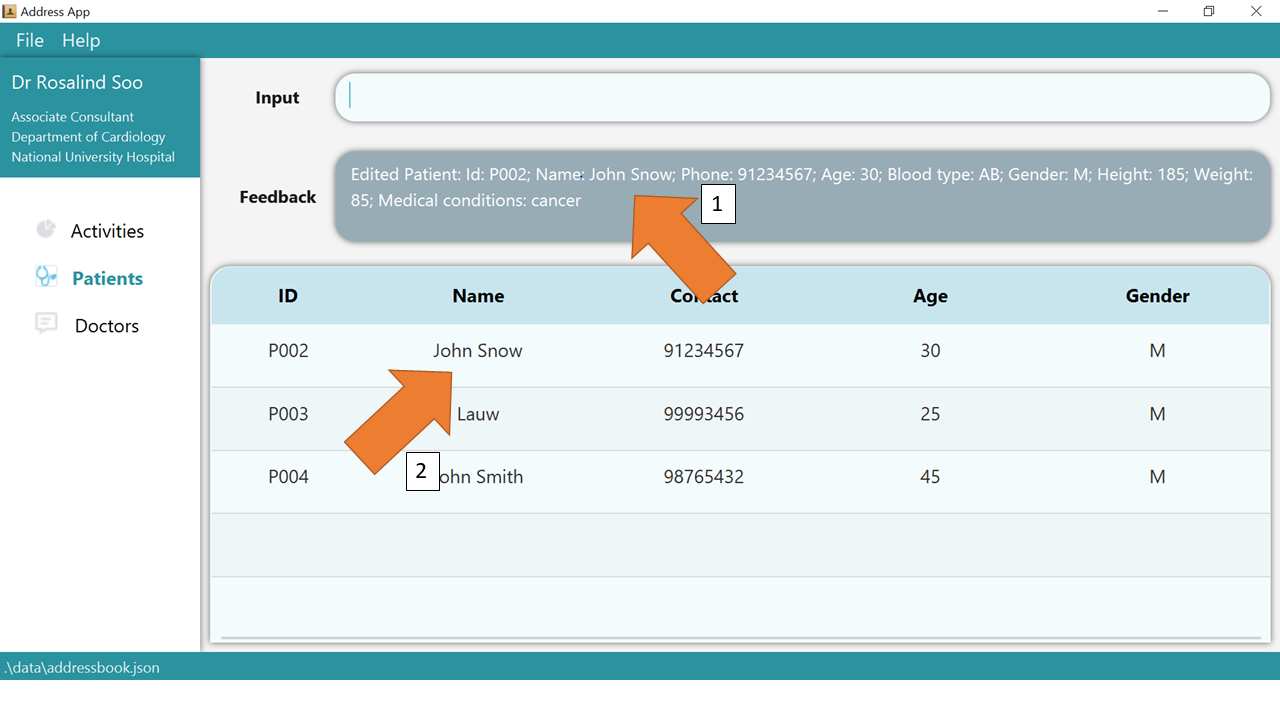 Address App
File Help
Dr Rosalind Soo
Associate Consultant
Department of Cardiology
National University Hospital
Activities
Patients
Doctors
Input
Feedback
Edited Patient: Id: P002; Name: John Snow; Phone: 91234567; Age: 30; Blood type: AB; Gender: M; Height: 185; Weight:
85; Medical conditions: cancer
1
ID Name Contact Age Gender
P002 John Snow 91234567 30 M
P003 Lauw 99993456 25 M
2
P004 John Smith 98765432 45 M
.\data\addressbook.json